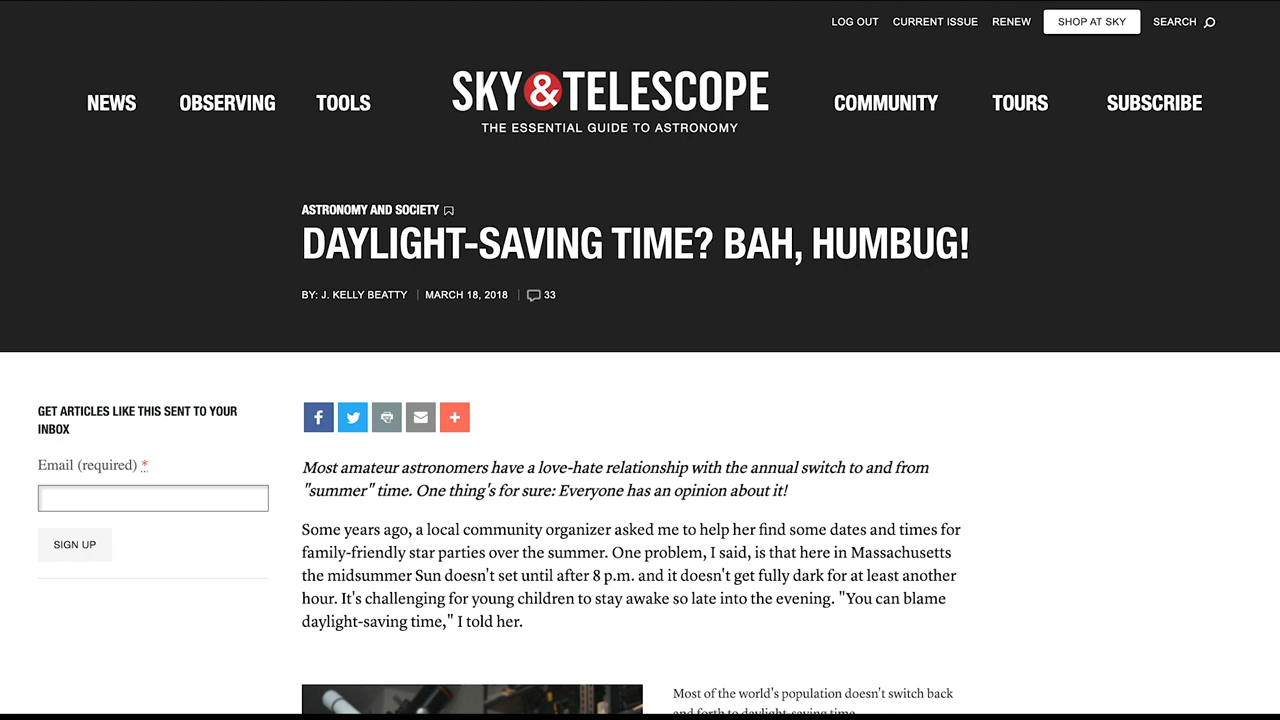 LOG OUT CURRENT ISSUE RENEW SHOP AT SKY SEARCH
NEWS OBSERVING TOOLS SKY&TELESCOPE COMMUNITY TOURS SUBSCRIBE
THE ESSENTIAL GUIDE TO ASTRONOMY
ASTRONOMY AND SOCIETY
DAYLIGHT-SAVING TIME? BAH, HUMBUG!
BY: J. KELLY BEATTY MARCH 18, 2018 33
GET ARTICLES LIKE THIS SENT TO YOUR
INBOX
Email (required) *
SIGN UP
Most amateur astronomers have a love-hate relationship with the annual switch to and from
"summer" time. One thing's for sure: Everyone has an opinion about it!
Some years ago, a local community organizer asked me to help her find some dates and times for
family-friendly star parties over the summer. One problem, I said, is that here in Massachusetts
the midsummer Sun doesn't set until after 8 p.m. and it doesn't get fully dark for at least another
hour. It's challenging for young children to stay awake so late into the evening. "You can blame
daylight-saving time," I told her.
Most of the world's population doesn't switch back
and forth to daylight-saving time.